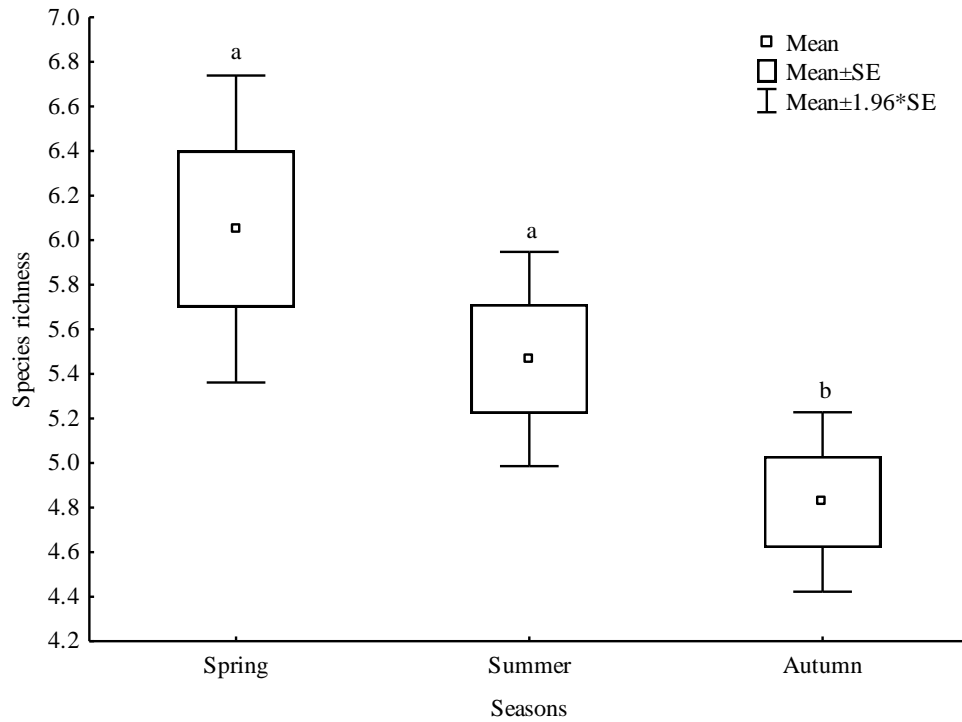 7.0
6.8
6.6
6.4
6.2
6.0
5.8
5.6
5.4
5.2
5.0
4.8
4.6
4.4
4.2
Species richness
a
a
b
Mean
Mean±SE
Mean±1.96*SE
Spring Summer Autumn
Seasons